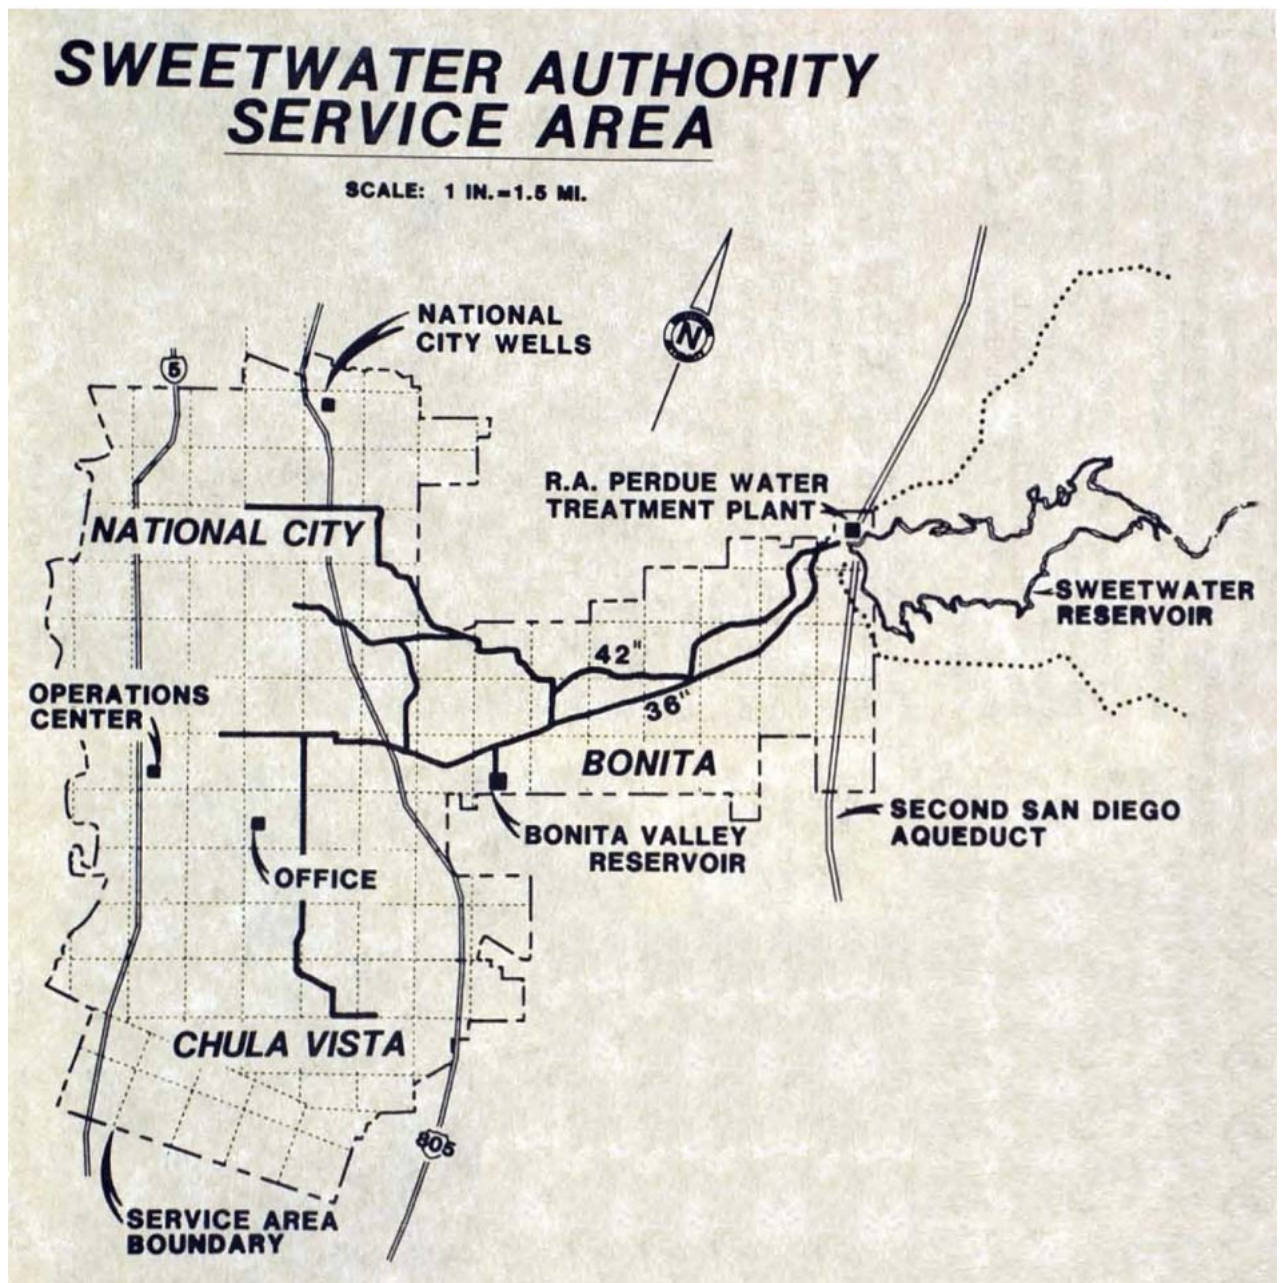 SWEETWATER AUTHORITY
SERVICE AREA
SCALE: 1 IN.=1.5 MI.
NATIONAL
CITY WELLS
5
N
R.A. PERDUE WATER
TREATMENT PLANT
NATIONAL CITY
SWEETWATER
RESERVOIR
42"
36"
OPERATIONS
CENTER
BONITA
SECOND SAN DIEGO
AQUEDUCT
BONITA VALLEY
RESERVOIR
OFFICE
CHULA VISTA
805
SERVICE AREA
BOUNDARY